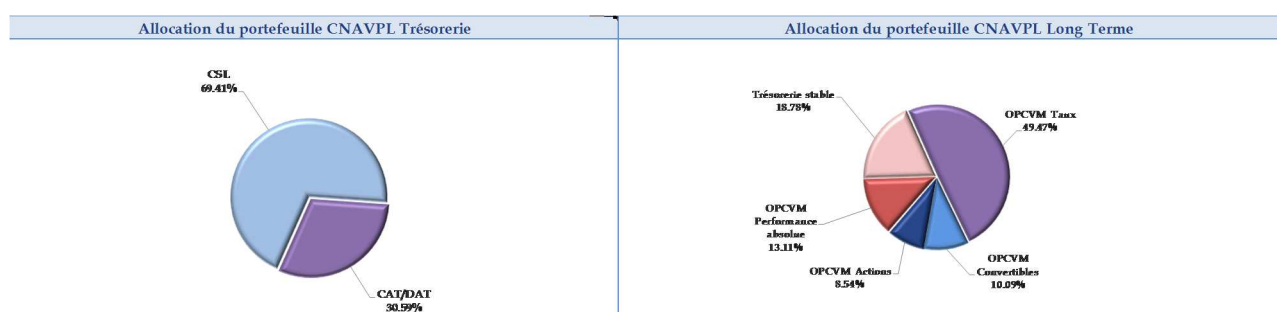 Allocation du portefeuille CNAVPL Trésorerie
CSL
69.41%
CAT/DAT
30.59%
Allocation du portefeuille CNAVPL Long Terme
Trésorerie stable
18.78%
OPCVM Taux
49.47%
OPCVM
Performance
absolue
13.11%
OPCVM Actions
8.54%
OPCVM
Convertibles
10.09%